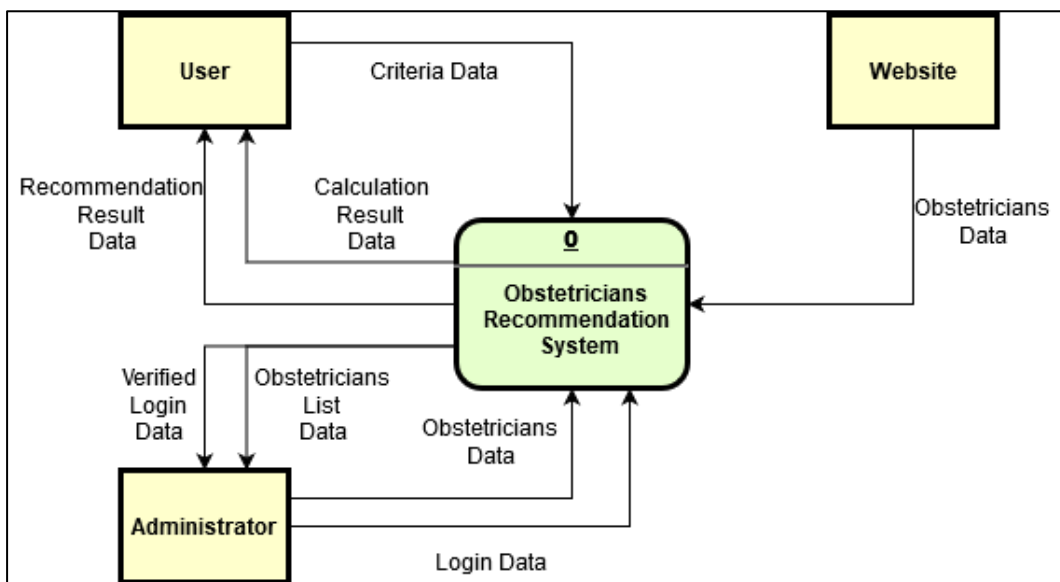 User
Criteria Data
Website
Recommendation
Result
Data
Calculation
Result
Data
Obstetricians
Data
0
Obstetricians
Recommendation
System
Verified
Login
Data
Obstetricians
List
Data
Obstetricians
Data
Administrator
Login Data